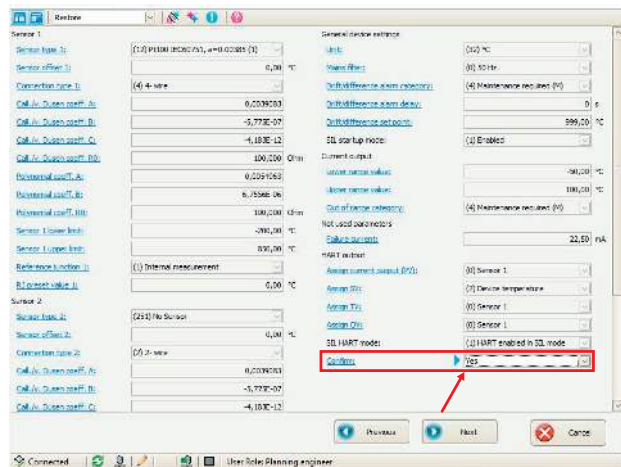 Restore
Sensor 1
Sensor type 1: (12) Pt100 IEC60751, a=0.00385 (1)
Sensor offset 1: 0,00 °C
Connection type 1: (4) 4- wire
Call./v. Dusen coeff. A: 0,0039083
Call./v. Dusen coeff. B: -5,775E-07
Call./v. Dusen coeff. C: -4,183E-12
Call./v. Dusen coeff. R0: 100,000 Ohm
Polynomial coeff. A: 0,0054963
Polynomial coeff. B: 6,7556E-06
Polynomial coeff. R0: 100,000 Ohm
Sensor 1 lower limit: -200,00 °C
Sensor 1 upper limit: 850,00 °C
Reference junction 1: (1) Internal measurement
RJ preset value 1: 0,00 °C
Sensor 2
Sensor type 2: (251) No Sensor
Sensor offset 2: 0,00 °C
Connection type 2: (2) 2- wire
Call./v. Dusen coeff. A: 0,0039083
Call./v. Dusen coeff. B: -5,775E-07
Call./v. Dusen coeff. C: -4,183E-12
General device settings
Unit: (32) °C
Mains filter: (0) 50 Hz
Drift/difference alarm category: (4) Maintenance required (M)
Drift/difference alarm delay: 0 s
Drift/difference set point: 999,00 °C
SIL startup mode: (1) Enabled
Current output
Lower range value: -50,00 °C
Upper range value: 100,00 °C
Out of range category: (4) Maintenance required (M)
Not used parameters
Failure current: 22,50 mA
HART output
Assign current output (PV): (0) Sensor 1
Assign SV: (2) Device temperature
Assign TV: (0) Sensor 1
Assign QV: (0) Sensor 1
SIL HART mode: (1) HART enabled in SIL mode
Confirm: Yes
Previous Next Cancel
Connected User Role: Planning engineer